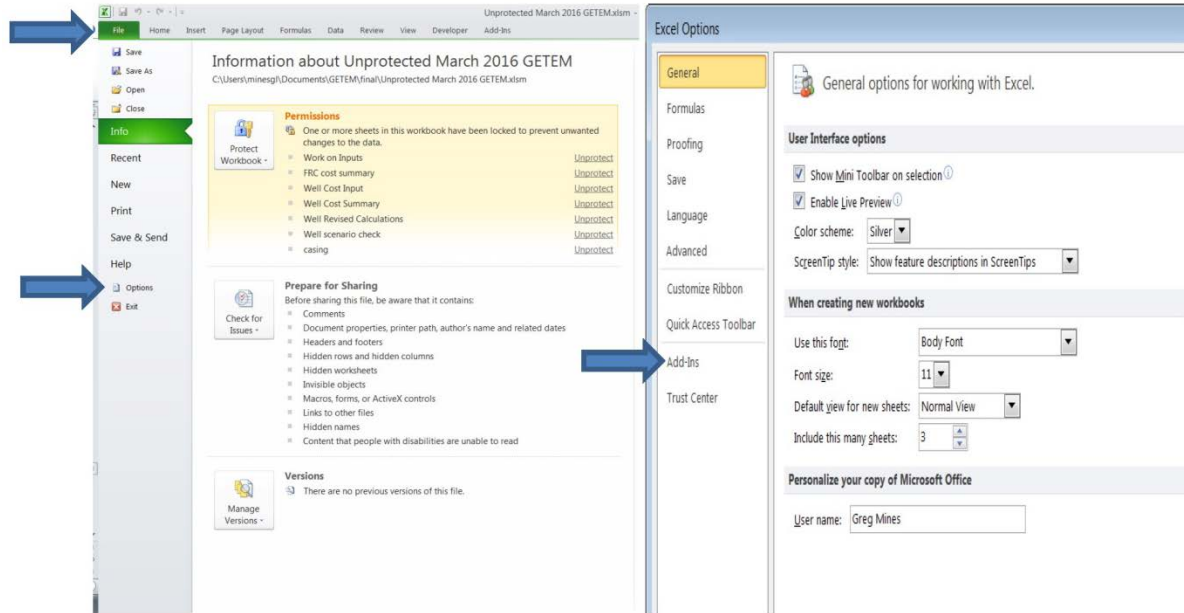 Unprotected March 2016 GETEM.xlsm -
File Home Insert Page Layout Formulas Data Review View Developer Add-Ins
Save
Save As
Open
Close
Info
Recent
New
Print
Save & Send
Help
Options
Exit
Information about Unprotected March 2016 GETEM
C:\Users\minesgl\Documents\GETEM\final\Unprotected March 2016 GETEM.xlsm
Protect
Workbook
Permissions
One or more sheets in this workbook have been locked to prevent unwanted
changes to the data.
Work on Inputs Unprotect
FRC cost summary Unprotect
Well Cost Input Unprotect
Well Cost Summary Unprotect
Well Revised Calculations Unprotect
Well scenario check Unprotect
casing Unprotect
Check for
Issues
Prepare for Sharing
Before sharing this file, be aware that it contains:
Comments
Document properties, printer path, author's name and related dates
Headers and footers
Hidden rows and hidden columns
Hidden worksheets
Invisible objects
Macros, forms, or ActiveX controls
Links to other files
Hidden names
Content that people with disabilities are unable to read
Manage
Versions
Versions
There are no previous versions of this file.
Excel Options
General
Formulas
Proofing
Save
Language
Advanced
Customize Ribbon
Quick Access Toolbar
Add-Ins
Trust Center
General options for working with Excel.
User Interface options
Show Mini Toolbar on selection
Enable Live Preview
Color scheme: Silver
ScreenTip style: Show feature descriptions in ScreenTips
When creating new workbooks
Use this font: Body Font
Font size: 11
Default view for new sheets: Normal View
Include this many sheets: 3
Personalize your copy of Microsoft Office
User name: Greg Mines